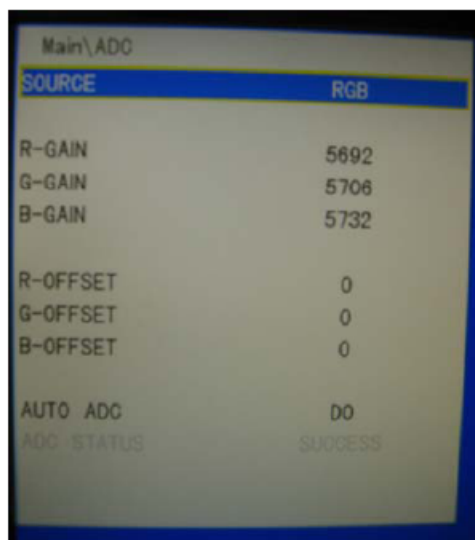 Main\ADC
SOURCE RGB
R-GAIN 5692
G-GAIN 5706
B-GAIN 5732
R-OFFSET 0
G-OFFSET 0
B-OFFSET 0
AUTO ADC DO
ADC STATUS SUCCESS